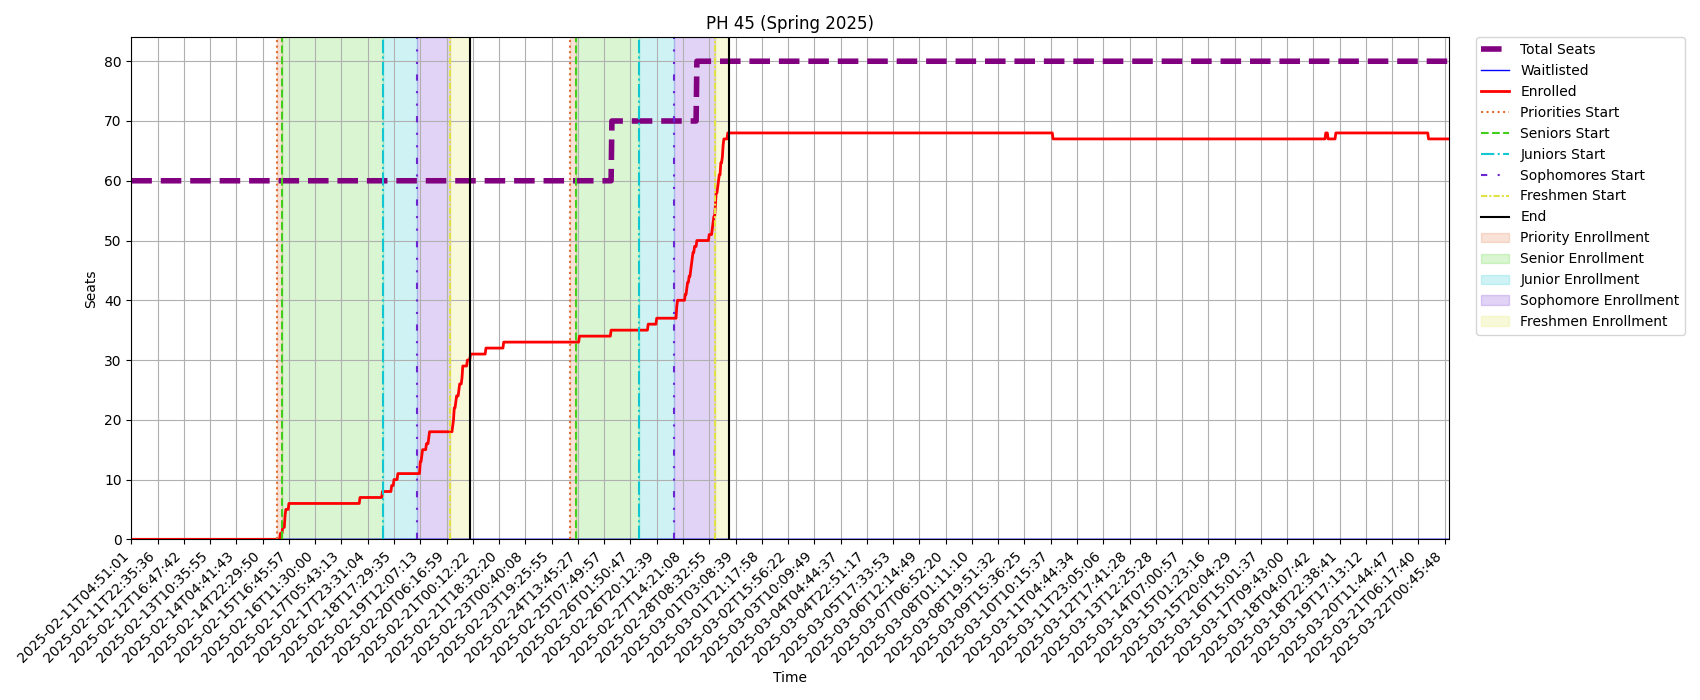 PH 45 (Spring 2025)
Seats
80
70
60
50
40
30
20
10
0
2025-02-11T04:51:01
2025-02-11T22:35:36
2025-02-12T16:47:42
2025-02-13T10:35:55
2025-02-14T04:41:43
2025-02-14T22:29:50
2025-02-15T16:45:57
2025-02-16T11:30:00
2025-02-17T05:43:13
2025-02-17T23:31:04
2025-02-18T17:29:35
2025-02-19T12:07:13
2025-02-20T06:16:59
2025-02-21T00:12:22
2025-02-21T18:32:20
2025-02-23T00:40:08
2025-02-23T19:25:55
2025-02-24T13:45:27
2025-02-25T07:49:57
2025-02-26T01:50:47
2025-02-26T20:12:39
2025-02-27T14:21:08
2025-02-28T08:32:55
2025-03-01T03:08:39
2025-03-01T21:17:58
2025-03-02T15:56:22
2025-03-03T10:09:49
2025-03-04T04:44:37
2025-03-04T22:51:17
2025-03-05T17:33:53
2025-03-06T12:14:49
2025-03-07T06:52:20
2025-03-08T01:11:10
2025-03-08T19:51:32
2025-03-09T15:36:25
2025-03-10T10:15:37
2025-03-11T04:44:34
2025-03-11T23:05:06
2025-03-12T17:41:28
2025-03-13T12:25:28
2025-03-14T07:00:57
2025-03-15T01:23:16
2025-03-15T20:04:29
2025-03-16T15:01:37
2025-03-17T09:43:00
2025-03-18T04:07:42
2025-03-18T22:38:41
2025-03-19T17:13:12
2025-03-20T11:44:47
2025-03-21T06:17:40
2025-03-22T00:45:48
Time
Total Seats
Waitlisted
Enrolled
Priorities Start
Seniors Start
Juniors Start
Sophomores Start
Freshmen Start
End
Priority Enrollment
Senior Enrollment
Junior Enrollment
Sophomore Enrollment
Freshmen Enrollment